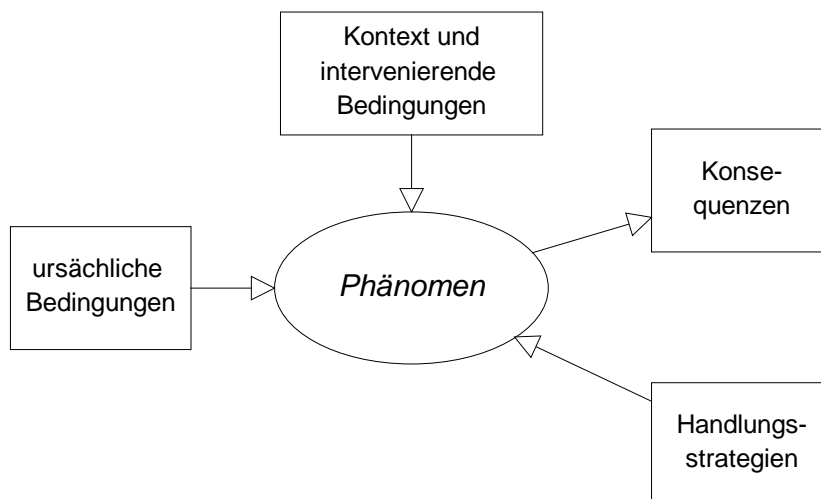 Kontext und
intervenierende
Bedingungen
Konse-
quenzen
ursächliche
Bedingungen
Phänomen
Handlungs-
strategien